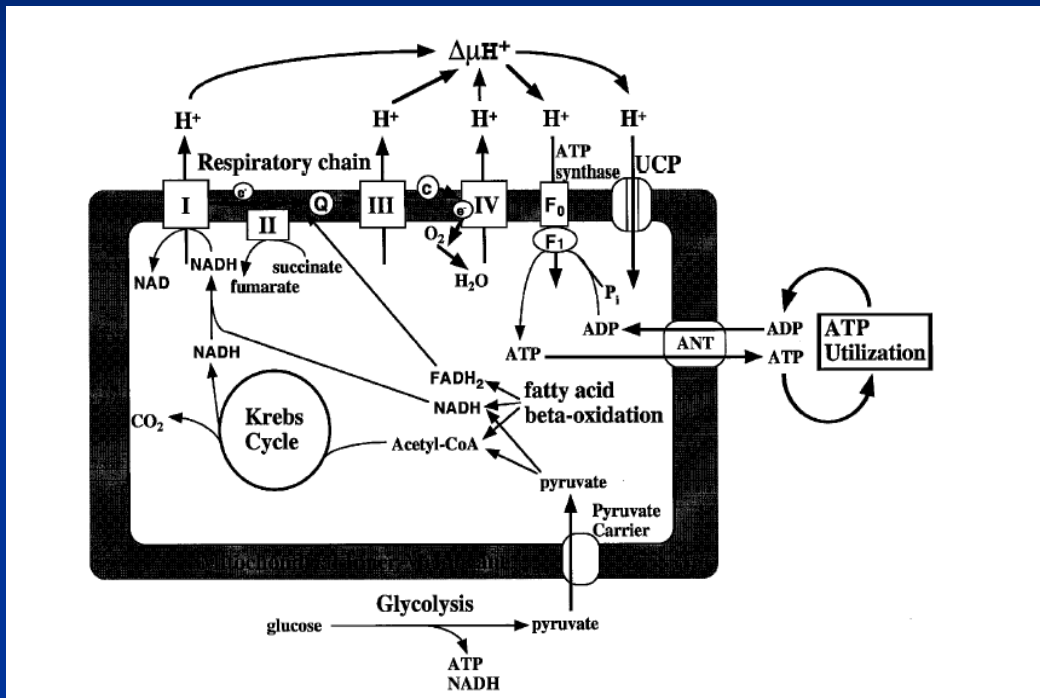 ΔμH⁺
H⁺
H⁺
H⁺
H⁺
H⁺
Respiratory chain
ATP
synthase
UCP
I
e⁻
Q
III
C
e⁻
IV
F₀
II
F₁
O₂
NADH
succinate
NAD
fumarate
H₂O
Pᵢ
ADP
ADP
ATP
Utilization
ANT
NADH
ATP
ATP
FADH₂
fatty acid
NADH
beta-oxidation
CO₂
Krebs
Cycle
Acetyl-CoA
pyruvate
Pyruvate
Carrier
Glycolysis
glucose
pyruvate
ATP
NADH